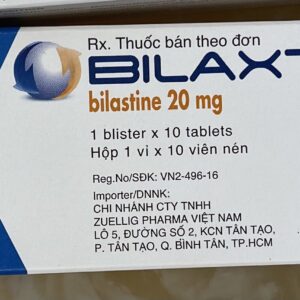 Rx. Thuốc bán theo đơn
BILAXT
bilastine 20 mg
1 blister x 10 tablets
Hộp 1 vỉ x 10 viên nén
Reg.No/SĐK: VN2-496-16
Importer/DNNK:
CHI NHÁNH CTY TNHH
ZUELLIG PHARMA VIỆT NAM
LÔ 5, ĐƯỜNG SỐ 2, KCN TÂN TẠO,
P. TÂN TẠO, Q. BÌNH TÂN, TP.HCM